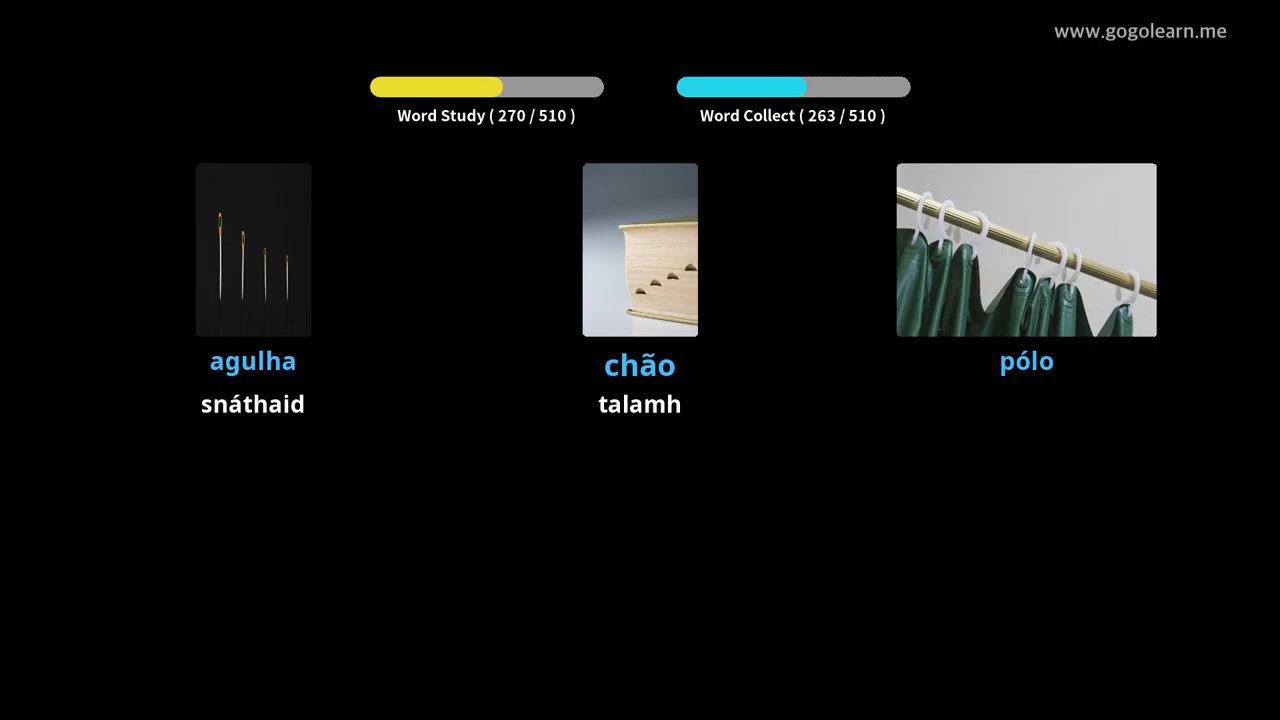 www.gogolearn.me
Word Study ( 270 / 510 )
Word Collect ( 263 / 510 )
agulha
chão
pólo
snáthaid
talamh